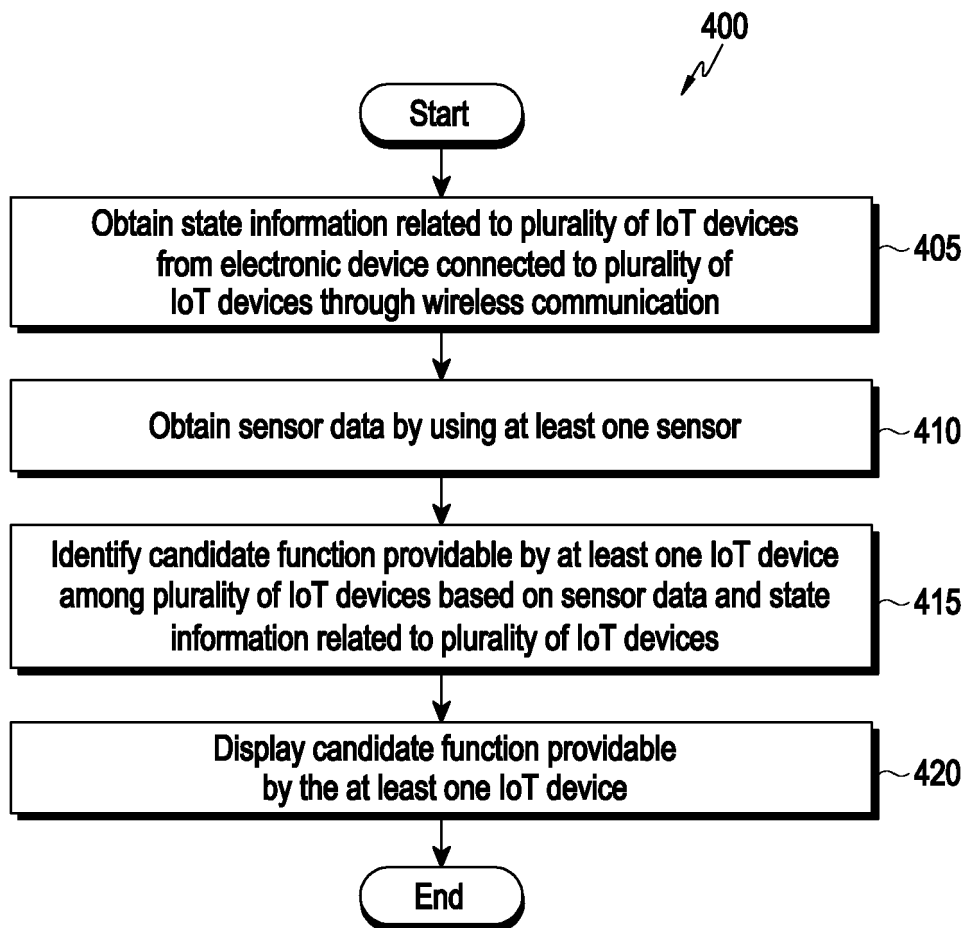 400
Start
Obtain state information related to plurality of IoT devices
from electronic device connected to plurality of
IoT devices through wireless communication
405
Obtain sensor data by using at least one sensor
410
Identify candidate function providable by at least one IoT device
among plurality of IoT devices based on sensor data and state
information related to plurality of IoT devices
415
Display candidate function providable
by the at least one IoT device
420
End